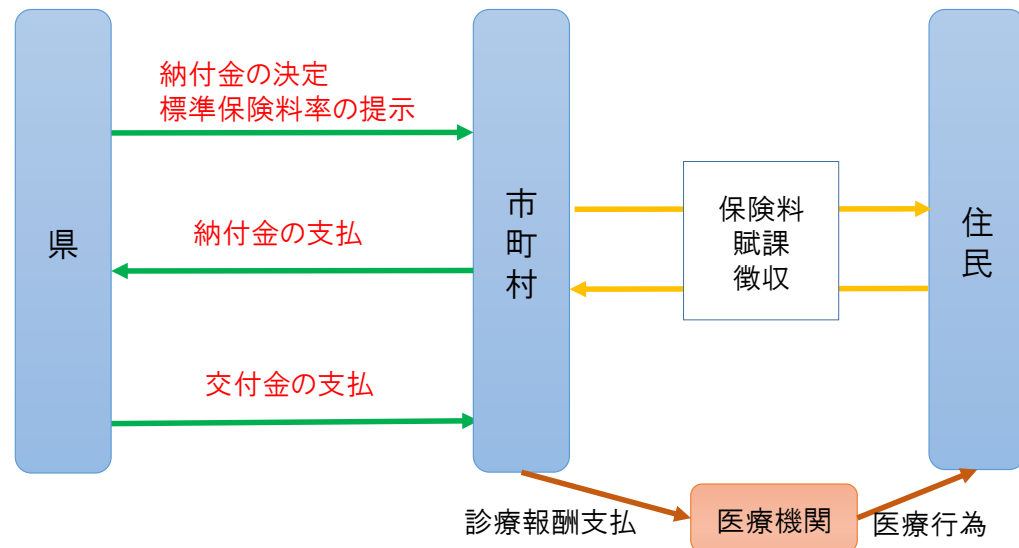 納付金の決定
標準保険料率の提示
県
納付金の支払
交付金の支払
市町村
保険料
賦課
徴収
住民
診療報酬支払
医療機関
医療行為